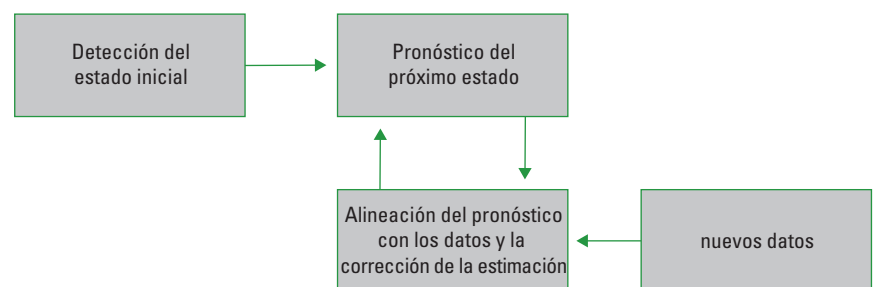 Detección del
estado inicial
Pronóstico del
próximo estado
Alineación del pronóstico
con los datos y la
corrección de la estimación
nuevos datos